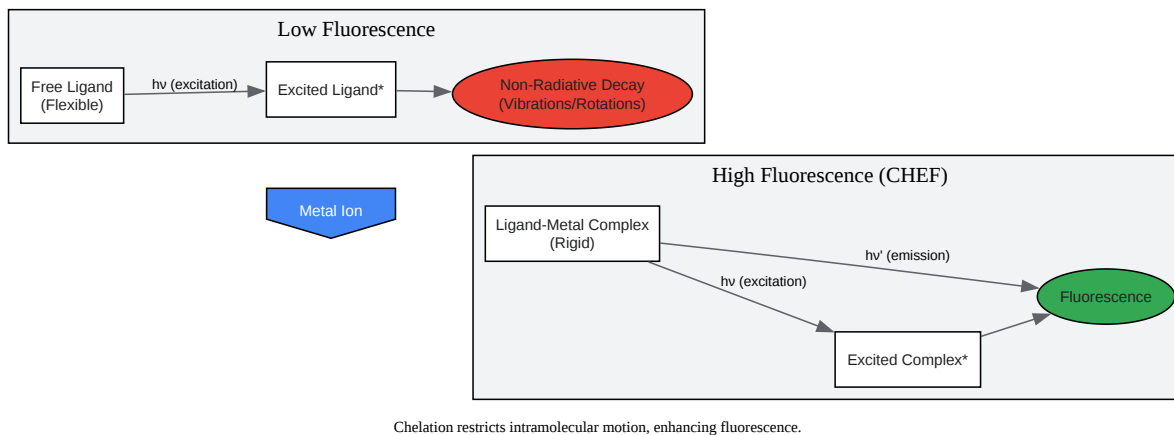 Low Fluorescence
Free Ligand
(Flexible)
hν (excitation)
Excited Ligand*
Non-Radiative Decay
(Vibrations/Rotations)
Metal Ion
High Fluorescence (CHEF)
Ligand-Metal Complex
(Rigid)
hν' (emission)
hν (excitation)
Fluorescence
Excited Complex*
Chelation restricts intramolecular motion, enhancing fluorescence.